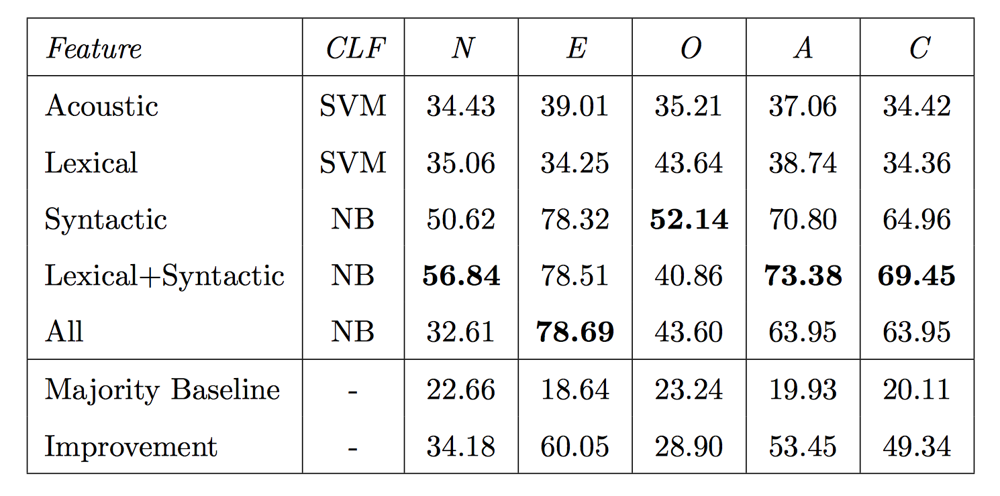 Feature CLF N E O A C
Acoustic SVM 34.43 39.01 35.21 37.06 34.42
Lexical SVM 35.06 34.25 43.64 38.74 34.36
Syntactic NB 50.62 78.32 52.14 70.80 64.96
Lexical+Syntactic NB 56.84 78.51 40.86 73.38 69.45
All NB 32.61 78.69 43.60 63.95 63.95
Majority Baseline - 22.66 18.64 23.24 19.93 20.11
Improvement - 34.18 60.05 28.90 53.45 49.34